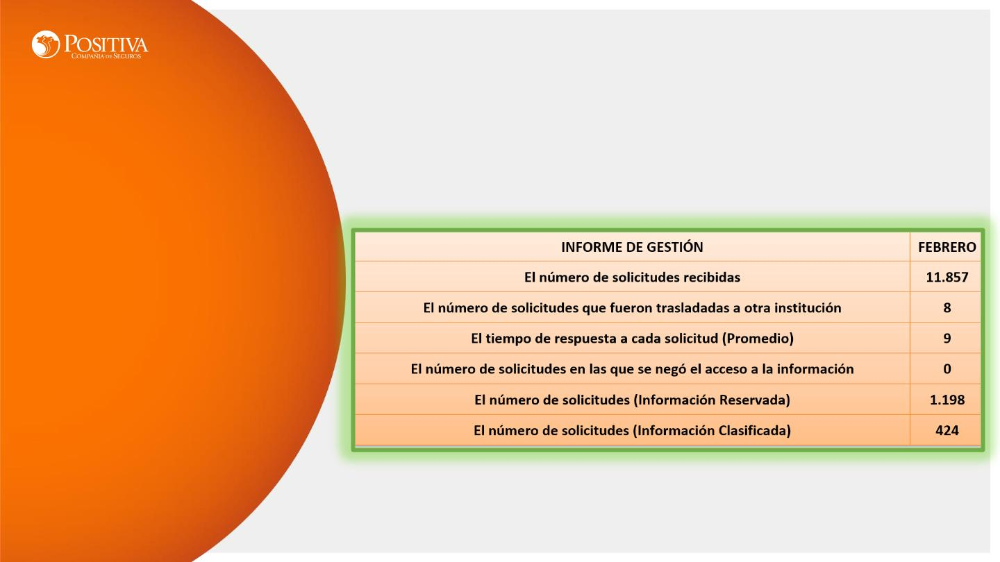 POSITIVA
COMPAÑIA DE SEGUROS
INFORME DE GESTIÓN FEBRERO
El número de solicitudes recibidas 11.857
El número de solicitudes que fueron trasladadas a otra institución 8
El tiempo de respuesta a cada solicitud (Promedio) 9
El número de solicitudes en las que se negó el acceso a la información 0
El número de solicitudes (Información Reservada) 1.198
El número de solicitudes (Información Clasificada) 424